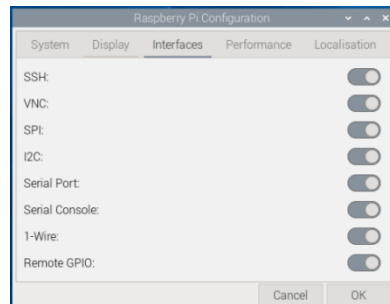 Raspberry Pi Configuration
System Display Interfaces Performance Localisation
SSH:
VNC:
SPI:
I2C:
Serial Port:
Serial Console:
1-Wire:
Remote GPIO:
Cancel OK